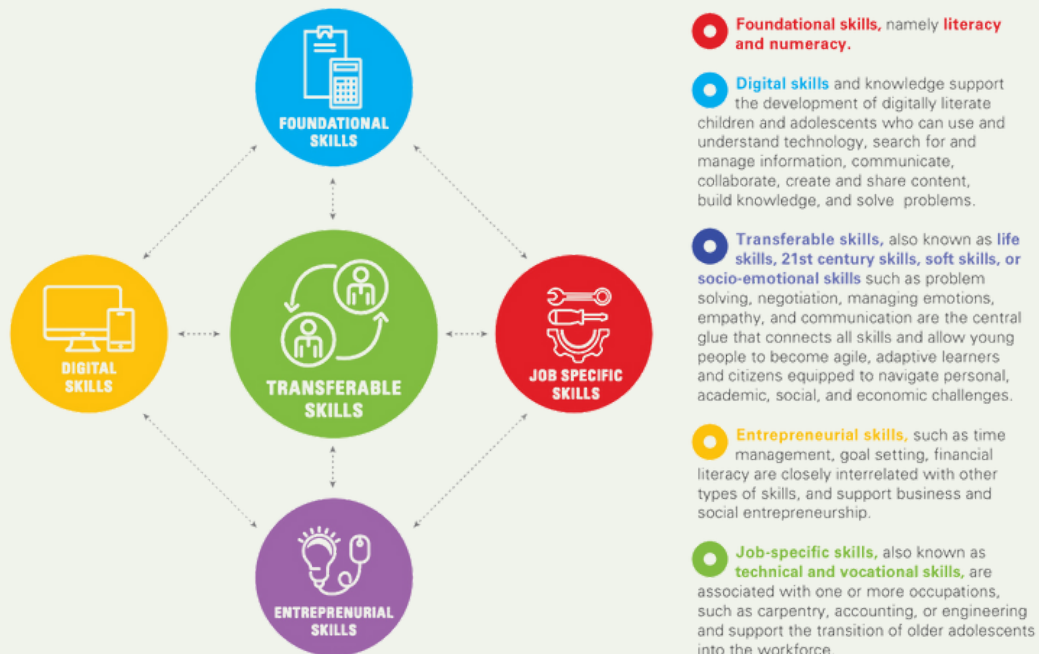 FOUNDATIONAL
SKILLS
DIGITAL
SKILLS
TRANSFERABLE
SKILLS
JOB SPECIFIC
SKILLS
ENTREPRENURIAL
SKILLS
Foundational skills, namely literacy
and numeracy.
Digital skills and knowledge support
the development of digitally literate
children and adolescents who can use and
understand technology, search for and
manage information, communicate,
collaborate, create and share content,
build knowledge, and solve problems.
Transferable skills, also known as life
skills, 21st century skills, soft skills, or
socio-emotional skills such as problem
solving, negotiation, managing emotions,
empathy, and communication are the central
glue that connects all skills and allow young
people to become agile, adaptive learners
and citizens equipped to navigate personal,
academic, social, and economic challenges.
Entrepreneurial skills, such as time
management, goal setting, financial
literacy are closely interrelated with other
types of skills, and support business and
social entrepreneurship.
Job-specific skills, also known as
technical and vocational skills, are
associated with one or more occupations,
such as carpentry, accounting, or engineering
and support the transition of older adolescents
into the workforce.